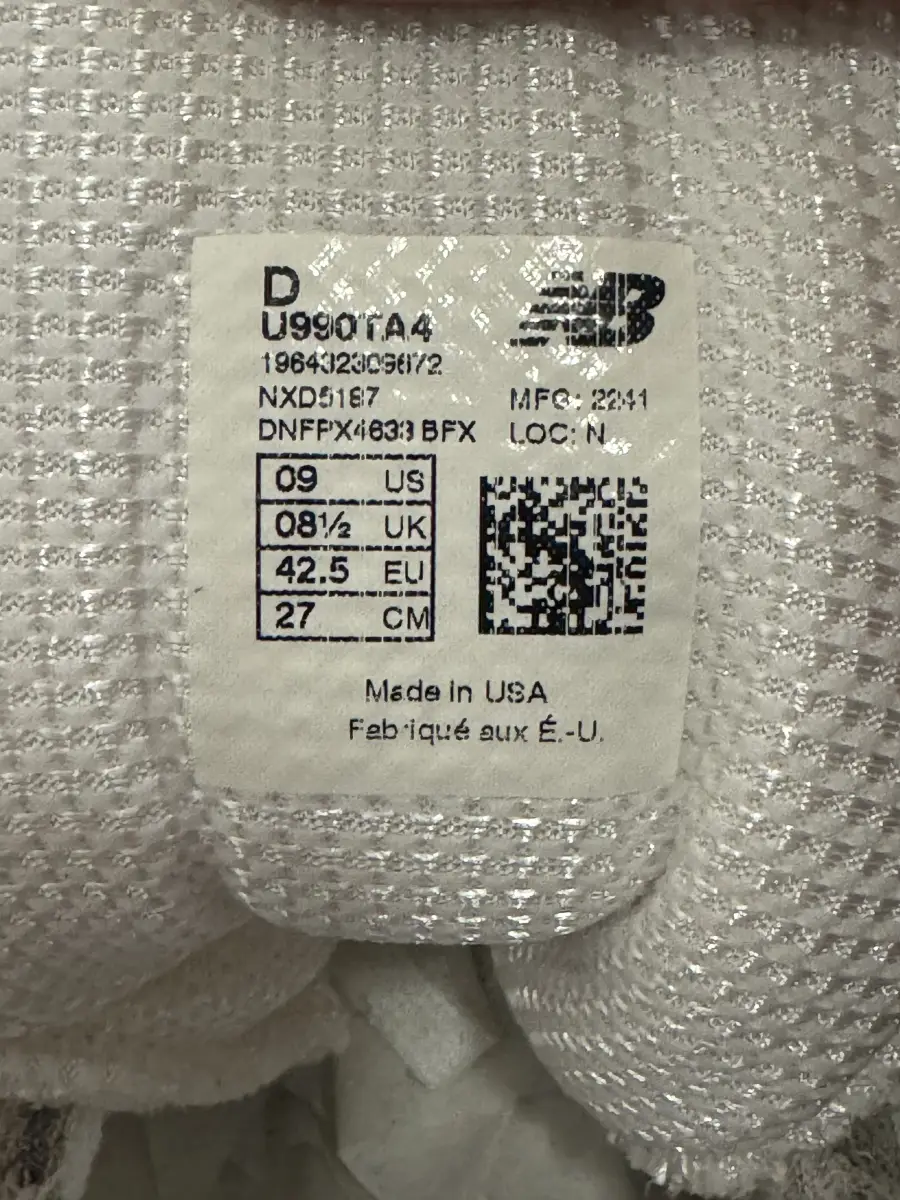 D
U990TA4
NXD5187
MFG: 2241
DNFPX4633 BFX
LOC: N
09 US
08½ UK
42.5 EU
27 CM
Made in USA
Fabriqué aux É.-U.